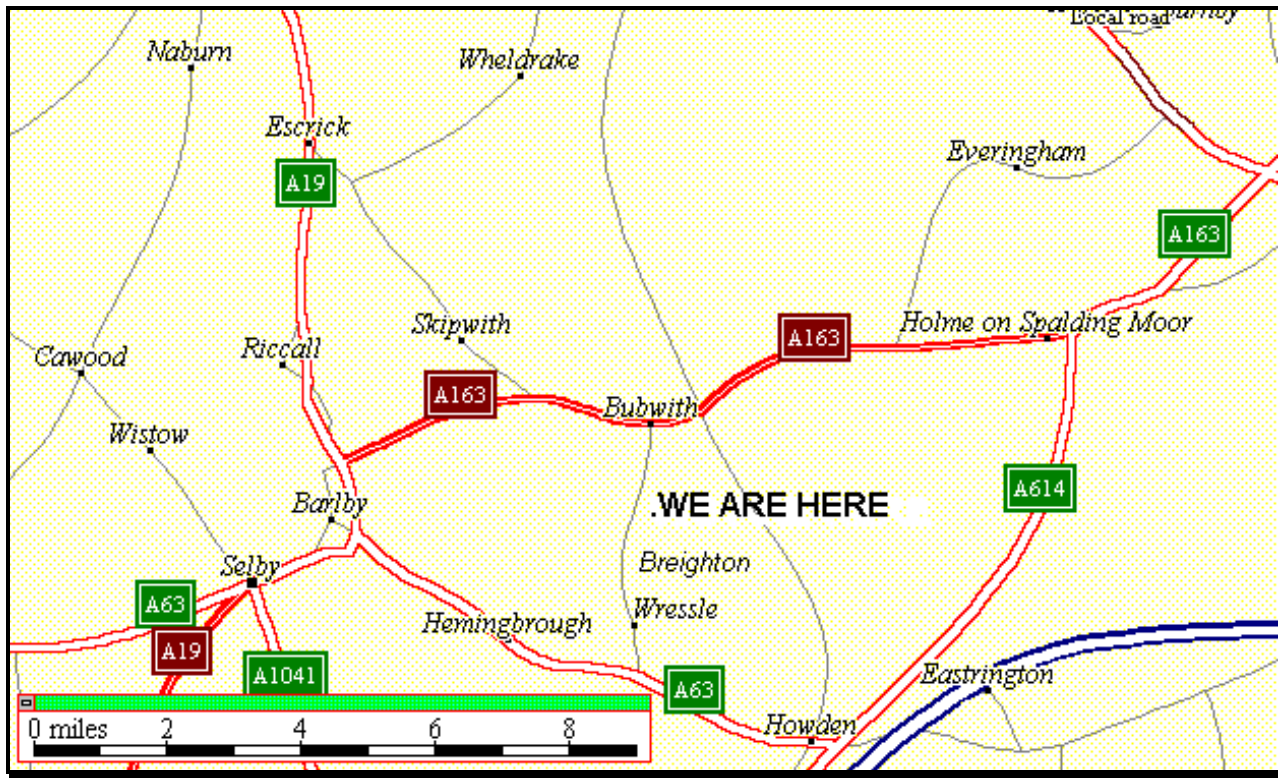 Local road
Naburn
Wheldrake
Escrick
Everingham
A19
A163
Skipwith
Holme on Spalding Moor
Riccall
A163
Cawood
A163
Bubwith
Wistow
A614
Barlby
.WE ARE HERE
Selby
Breighton
A63
Wressle
Hemingbrough
A19
A1041
Eastrington
A63
Howden
0 miles 2 4 6 8